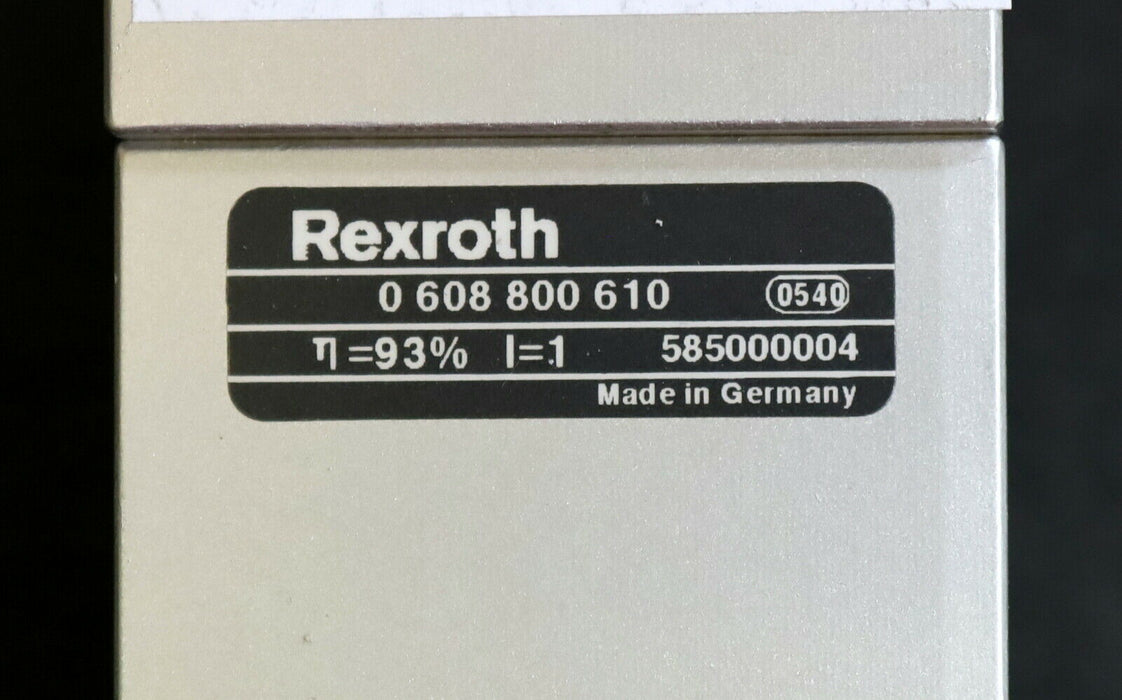 Rexroth
0 608 800 610 0540
η =93% I=1 585000004
Made in Germany